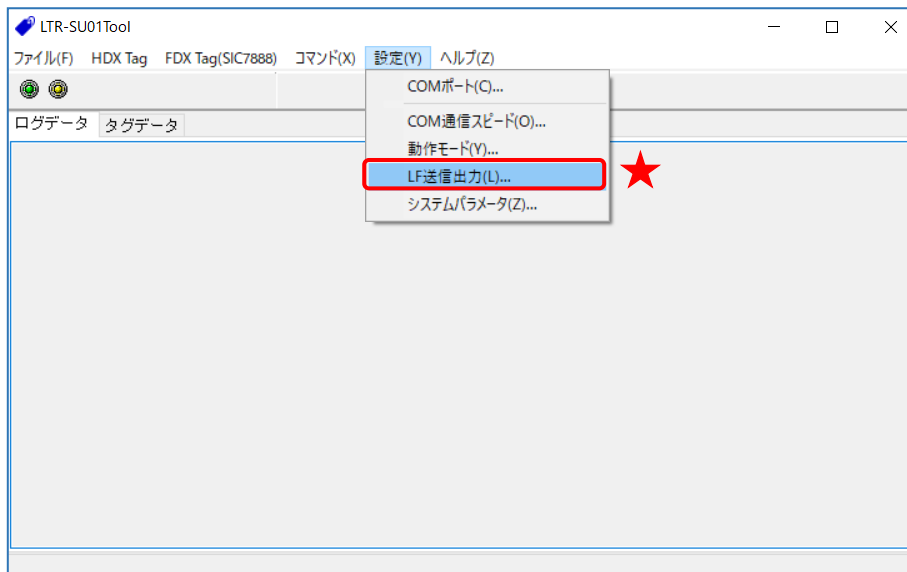 LTR-SU01Tool
ファイル(F) HDX Tag FDX Tag(SIC7888) コマンド(X) 設定(Y) ヘルプ(Z)
COMポート(C)...
ログデータ タグデータ
COM通信スピード(O)...
動作モード(Y)...
LF送信出力(L)...
システムパラメータ(Z)...